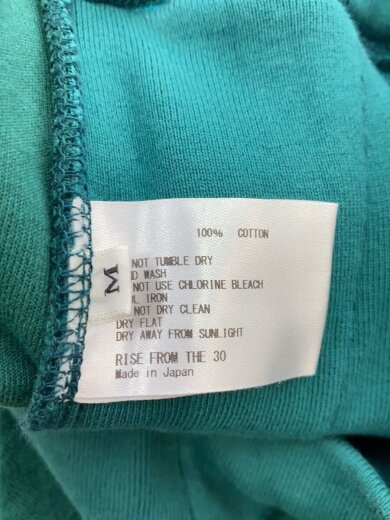 100% COTTON
NOT TUMBLE DRY
D WASH
NOT USE CHLORINE BLEACH
L IRON
NOT DRY CLEAN
DRY FLAT
DRY AWAY FROM SUNLIGHT
RISE FROM THE 30
Made in Japan
M